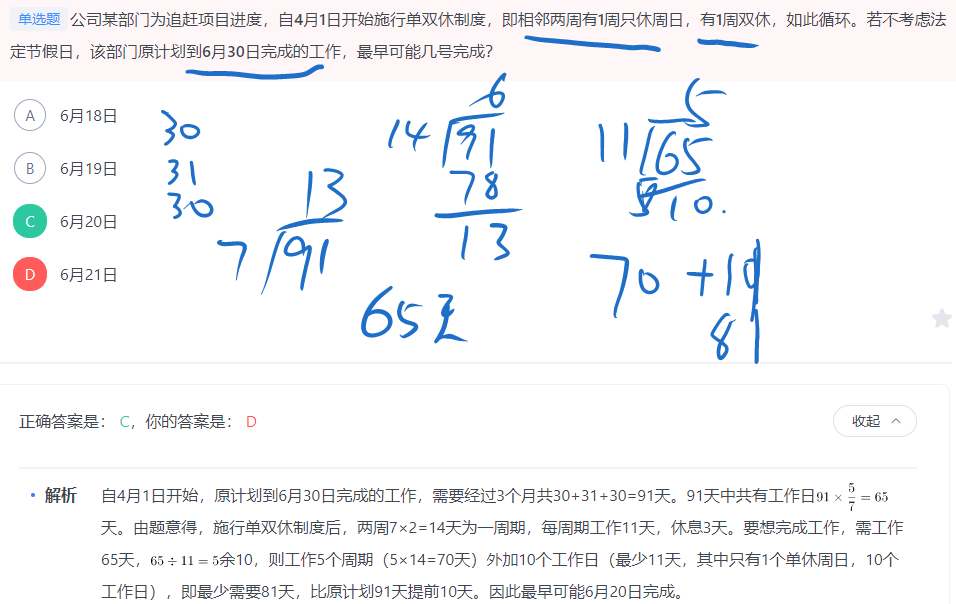 单选题 公司某部门为追赶项目进度，自4月1日开始施行单双休制度，即相邻两周有1周只休周日，有1周双休，如此循环。若不考虑法
定节假日，该部门原计划到6月30日完成的工作，最早可能几号完成？
A 6月18日
B 6月19日
C 6月20日
D 6月21日
30
31
30
13
7 91
6
14 91
78
13
65天
5
11 65
10.
70 +10
81
正确答案是： C，你的答案是： D
收起
• 解析 自4月1日开始，原计划到6月30日完成的工作，需要经过3个月共30+31+30=91天。91天中共有工作日91 × 5/7 = 65
天。由题意得，施行单双休制度后，两周7×2=14天为一周期，每周期工作11天，休息3天。要想完成工作，需工作
65天，65 ÷ 11 = 5余10，则工作5个周期（5×14=70天）外加10个工作日（最少11天，其中只有1个单休周日，10个
工作日），即最少需要81天，比原计划91天提前10天。因此最早可能6月20日完成。